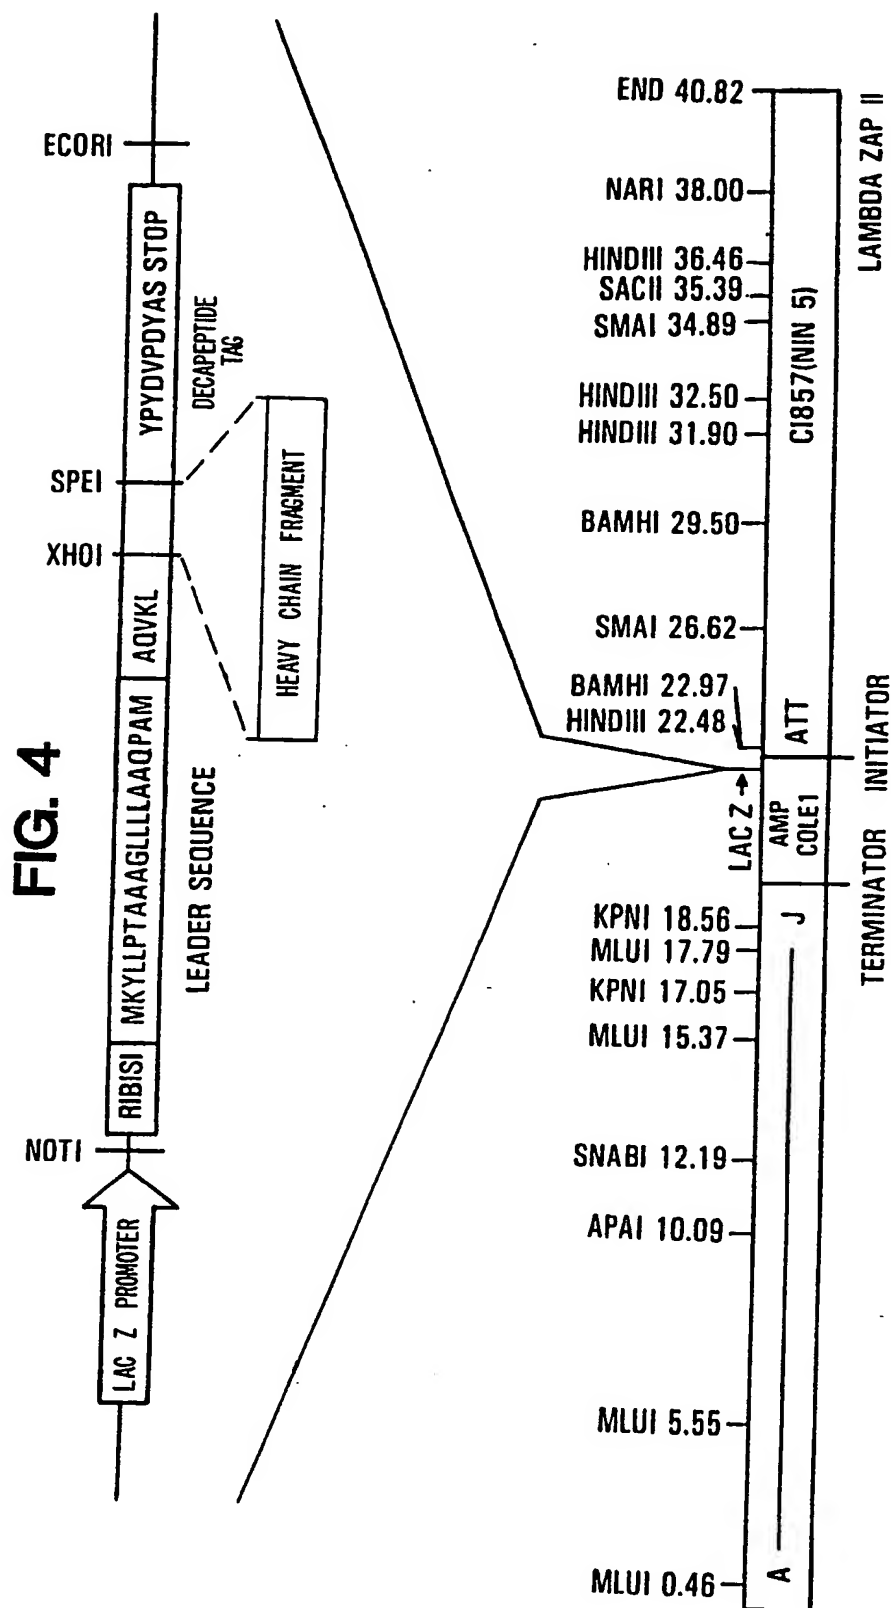 FIG. 4
LAC Z PROMOTER
NOTI
RIBISI
MKYLLPTAAAGLLLLAAQPAM
AQVKL
XHOI
SPEI
YPYDVPDYAS STOP
ECORI
LEADER SEQUENCE
DECAPEPTIDE
TAG
HEAVY CHAIN FRAGMENT
MLUI 0.46
MLUI 5.55
APAI 10.09
SNABI 12.19
MLUI 15.37
KPNI 17.05
MLUI 17.79
KPNI 18.56
LAC Z→
HINDIII 22.48
BAMHI 22.97
SMAI 26.62
BAMHI 29.50
HINDIII 31.90
HINDIII 32.50
SMAI 34.89
SACII 35.39
HINDIII 36.46
NARI 38.00
END 40.82
A
J
AMP
COLE1
ATT
CI857(NIN 5)
TERMINATOR
INITIATOR
LAMBDA ZAP II